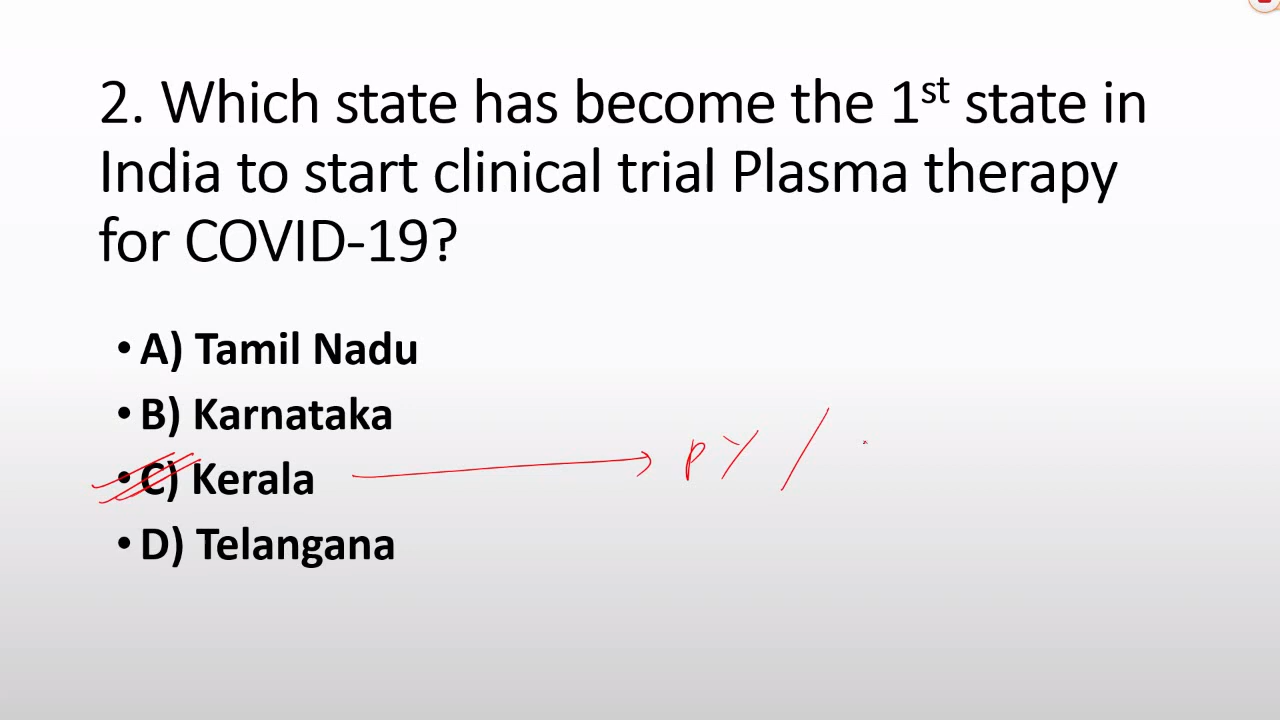 2. Which state has become the 1st state in
India to start clinical trial Plasma therapy
for COVID-19?
• A) Tamil Nadu
• B) Karnataka
• C) Kerala → PY /
• D) Telangana